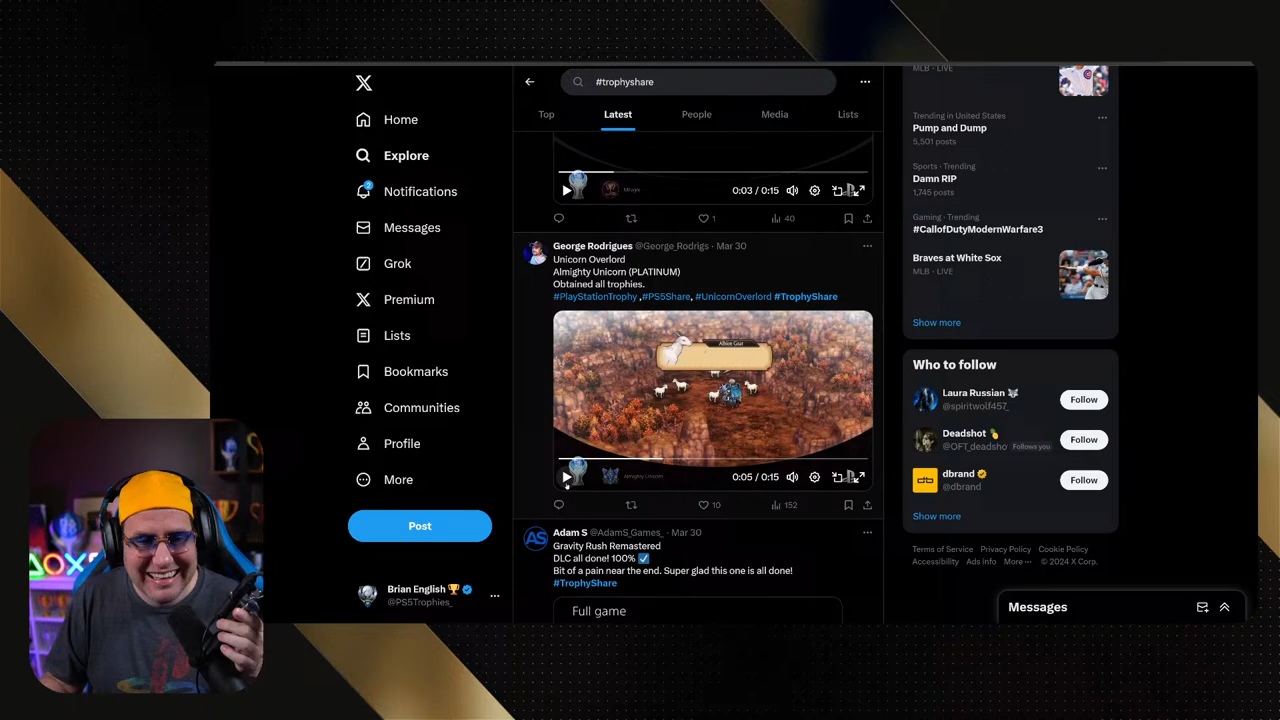 Home
Explore
2
Notifications
Messages
Grok
Premium
Lists
Bookmarks
Communities
Profile
More
Post
Brian English
@PS5Trophies_
#trophyshare
Top
Latest
People
Media
Lists
0:03 / 0:15
1
40
George Rodrigues @George_Rodrigs · Mar 30
Unicorn Overlord
Almighty Unicorn (PLATINUM)
Obtained all trophies.
#PlayStationTrophy ,#PS5Share, #UnicornOverlord #TrophyShare
Albion Goat
Almighty Unicorn
0:05 / 0:15
10
152
AS
Adam S @AdamS_Games_ · Mar 30
Gravity Rush Remastered
DLC all done! 100%
Bit of a pain near the end. Super glad this one is all done!
#TrophyShare
Full game
MLB · LIVE
Trending in United States
Pump and Dump
5,501 posts
Sports · Trending
Damn RIP
1,745 posts
Gaming · Trending
#CallofDutyModernWarfare3
Braves at White Sox
MLB · LIVE
Show more
Who to follow
Laura Russian
@spiritwolf457_
Follow
Deadshot
@OFT_deadsho Follows you
Follow
dbrand
@dbrand
Follow
Show more
Terms of Service Privacy Policy Cookie Policy
Accessibility Ads info More ··· © 2024 X Corp.
Messages